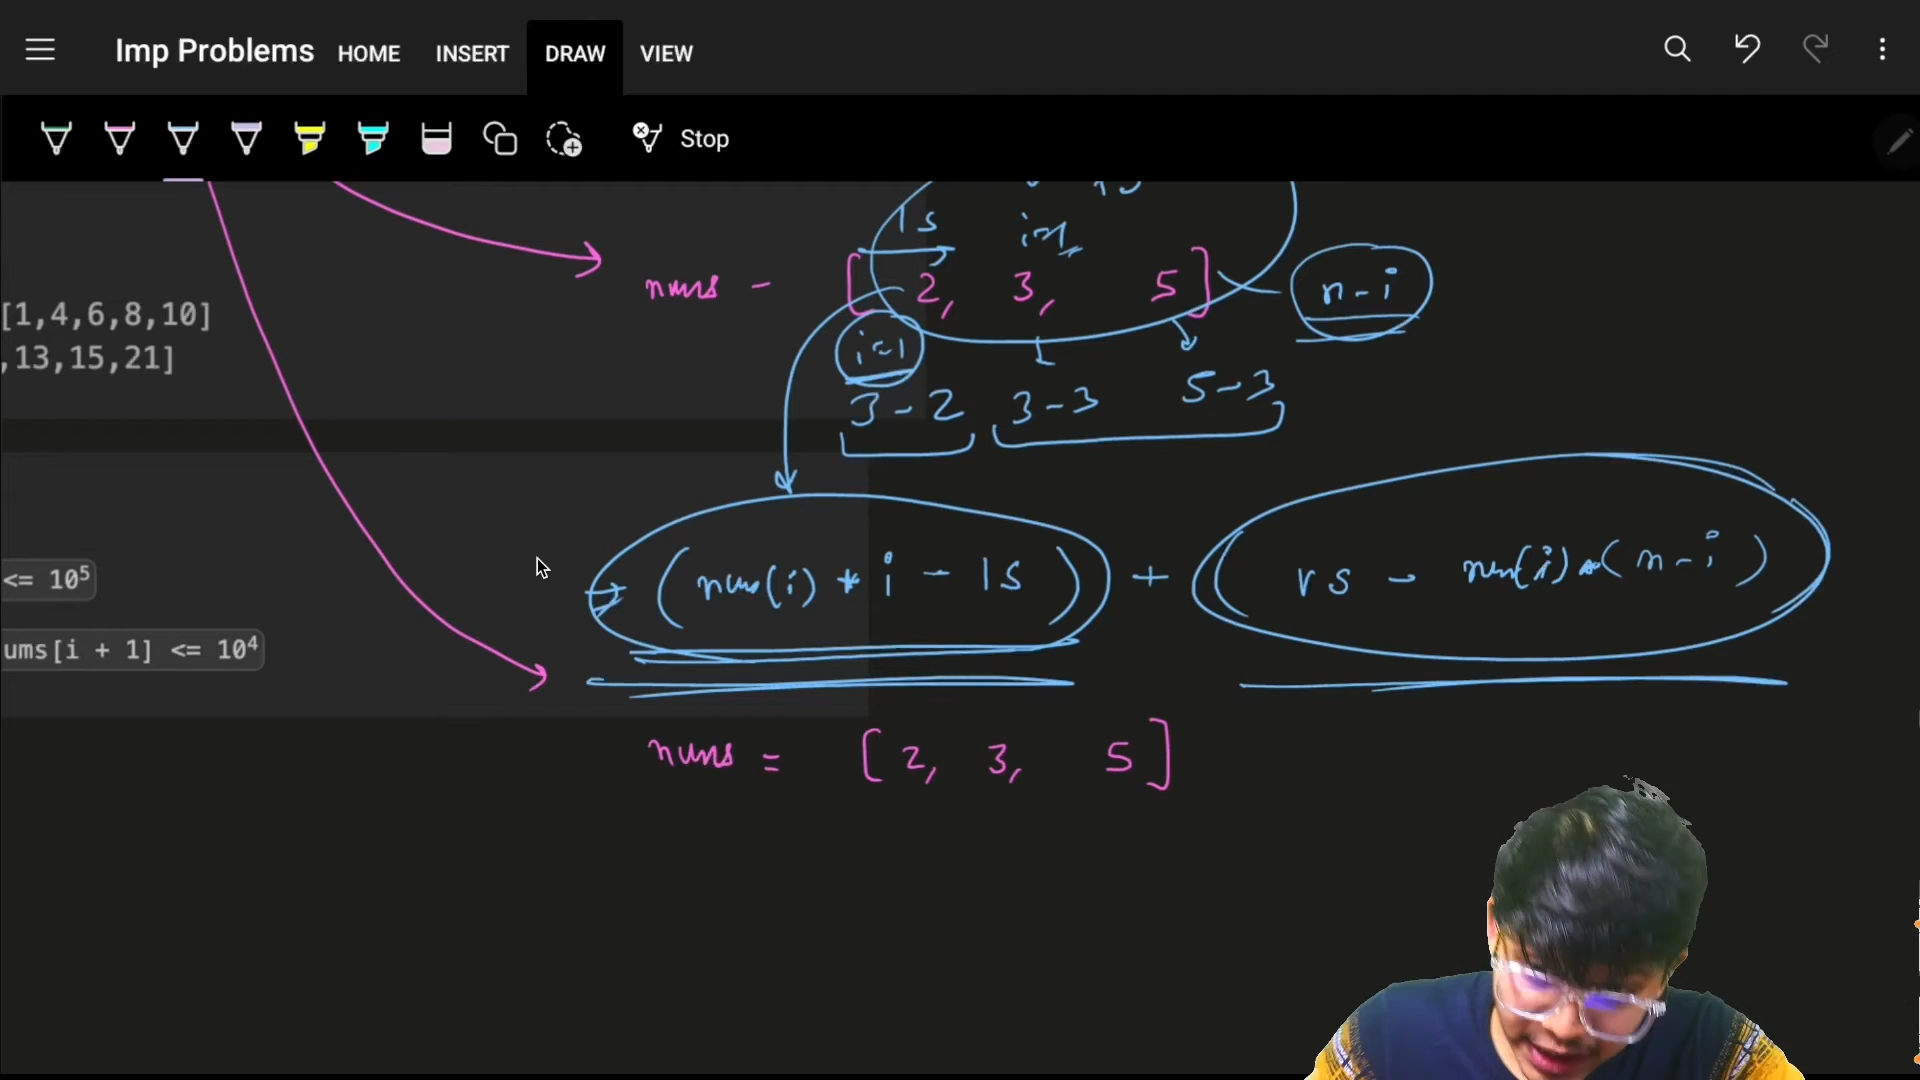 Imp Problems HOME INSERT DRAW VIEW
Stop
ls i=1
nums - [ 2, 3, 5 ] n-i
[1,4,6,8,10]
,13,15,21]
i=1
3-2 3-3 5-3
(nums(i) * i - ls) + ( rs - num(i) * (n-i)
<= 10⁵
ums[i + 1] <= 10⁴
nums = [ 2, 3, 5 ]